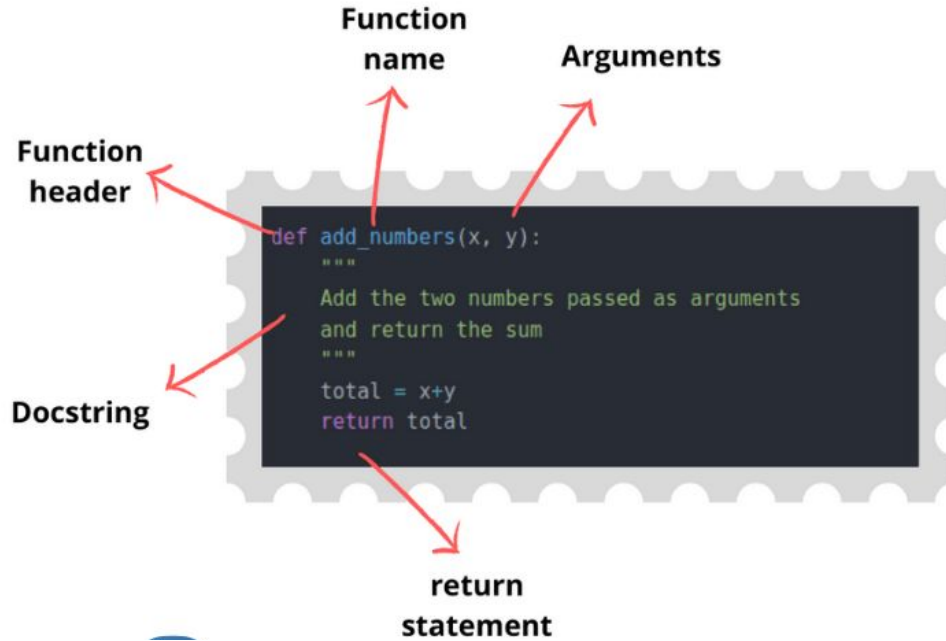 Function
name
Arguments
Function
header
def add_numbers(x, y):
"""
Add the two numbers passed as arguments
and return the sum
"""
total = x+y
return total
Docstring
return
statement